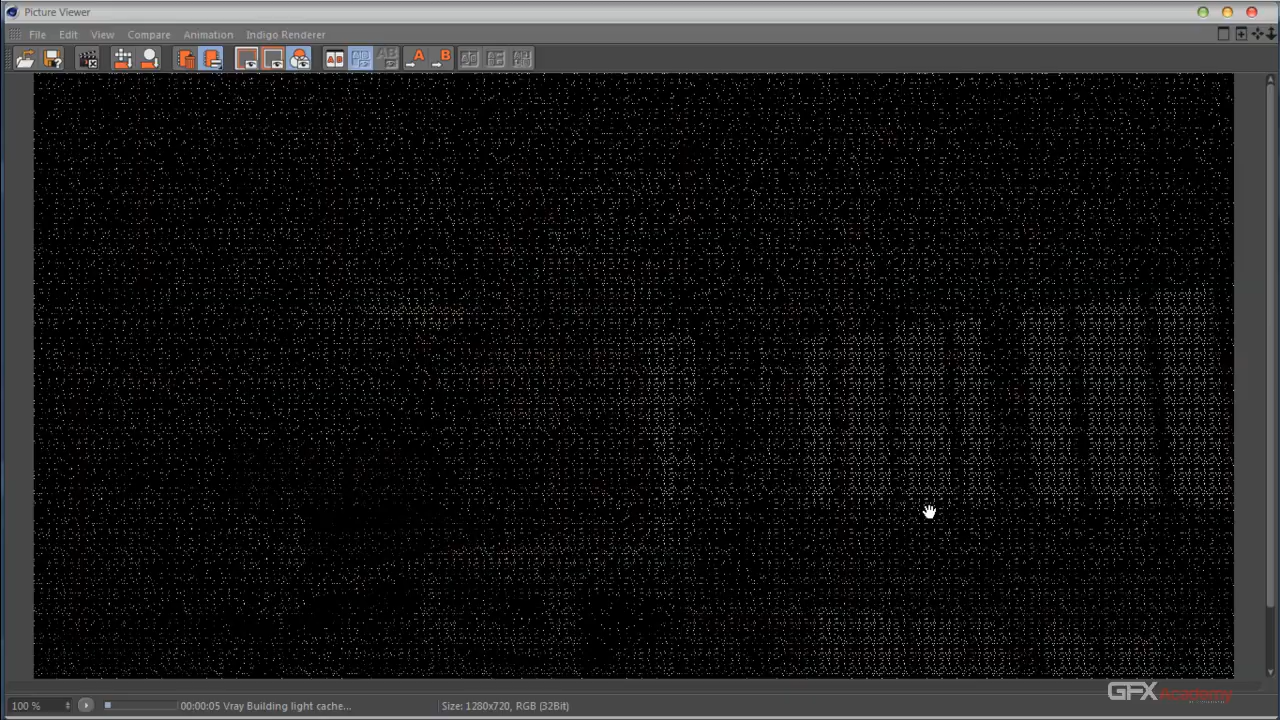 Picture Viewer
File Edit View Compare Animation Indigo Renderer
A B AB A B
100 % 00:00:05 Vray Building light cache... Size: 1280x720, RGB (32Bit)
GFX Academy